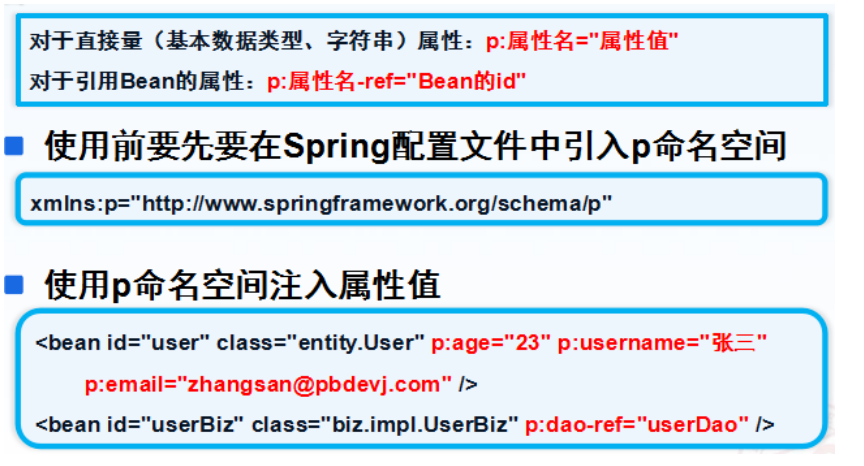 对于直接量（基本数据类型、字符串）属性：p:属性名="属性值"
对于引用Bean的属性：p:属性名-ref="Bean的id"
使用前要先要在Spring配置文件中引入p命名空间
xmlns:p="http://www.springframework.org/schema/p"
使用p命名空间注入属性值
<bean id="user" class="entity.User" p:age="23" p:username="张三"
p:email="zhangsan@pbdevj.com" />
<bean id="userBiz" class="biz.impl.UserBiz" p:dao-ref="userDao" />